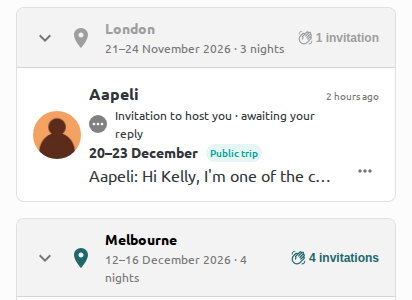 London
21–24 November 2026 · 3 nights
1 invitation
Aapeli
2 hours ago
Invitation to host you · awaiting your
reply
20–23 December
Public trip
Aapeli: Hi Kelly, I'm one of the c…
Melbourne
12–16 December 2026 · 4
nights
4 invitations